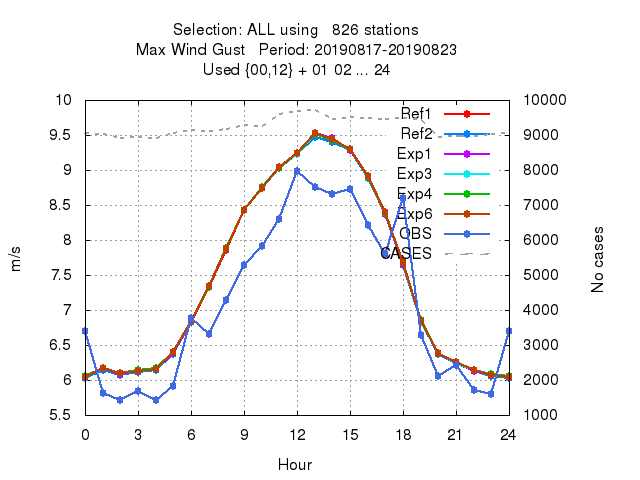 Selection: ALL using   826 stations
Max Wind Gust   Period: 20190817-20190823
Used {00,12} + 01 02 ... 24
10 10000
9.5 9000
9 8000
8.5 7000
8 6000
7.5 5000
7 4000
6.5 3000
6 2000
5.5 1000
Ref1
Ref2
Exp1
Exp3
Exp4
Exp6
OBS
CASES
m/s
No cases
0 3 6 9 12 15 18 21 24
Hour